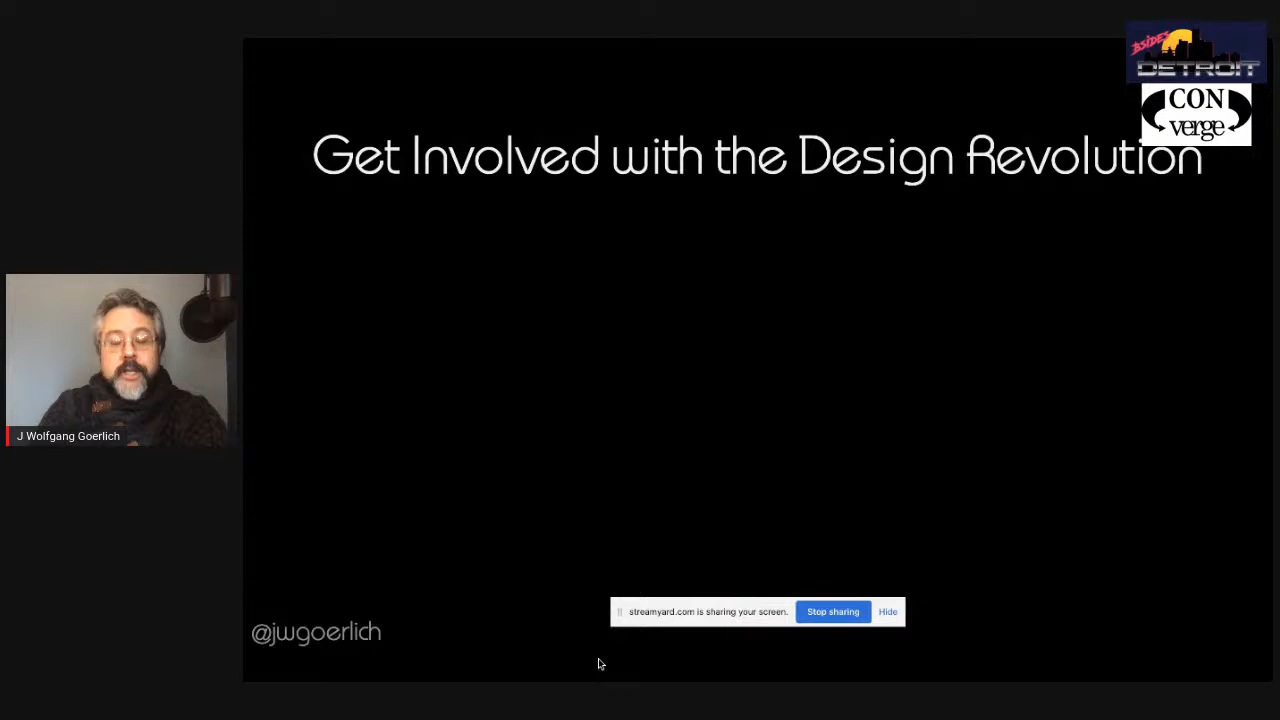 BSIDES
DETROIT
CON
verge
Get Involved with the Design Revolution
J Wolfgang Goerlich
streamyard.com is sharing your screen.
Stop sharing
Hide
@jwgoerlich